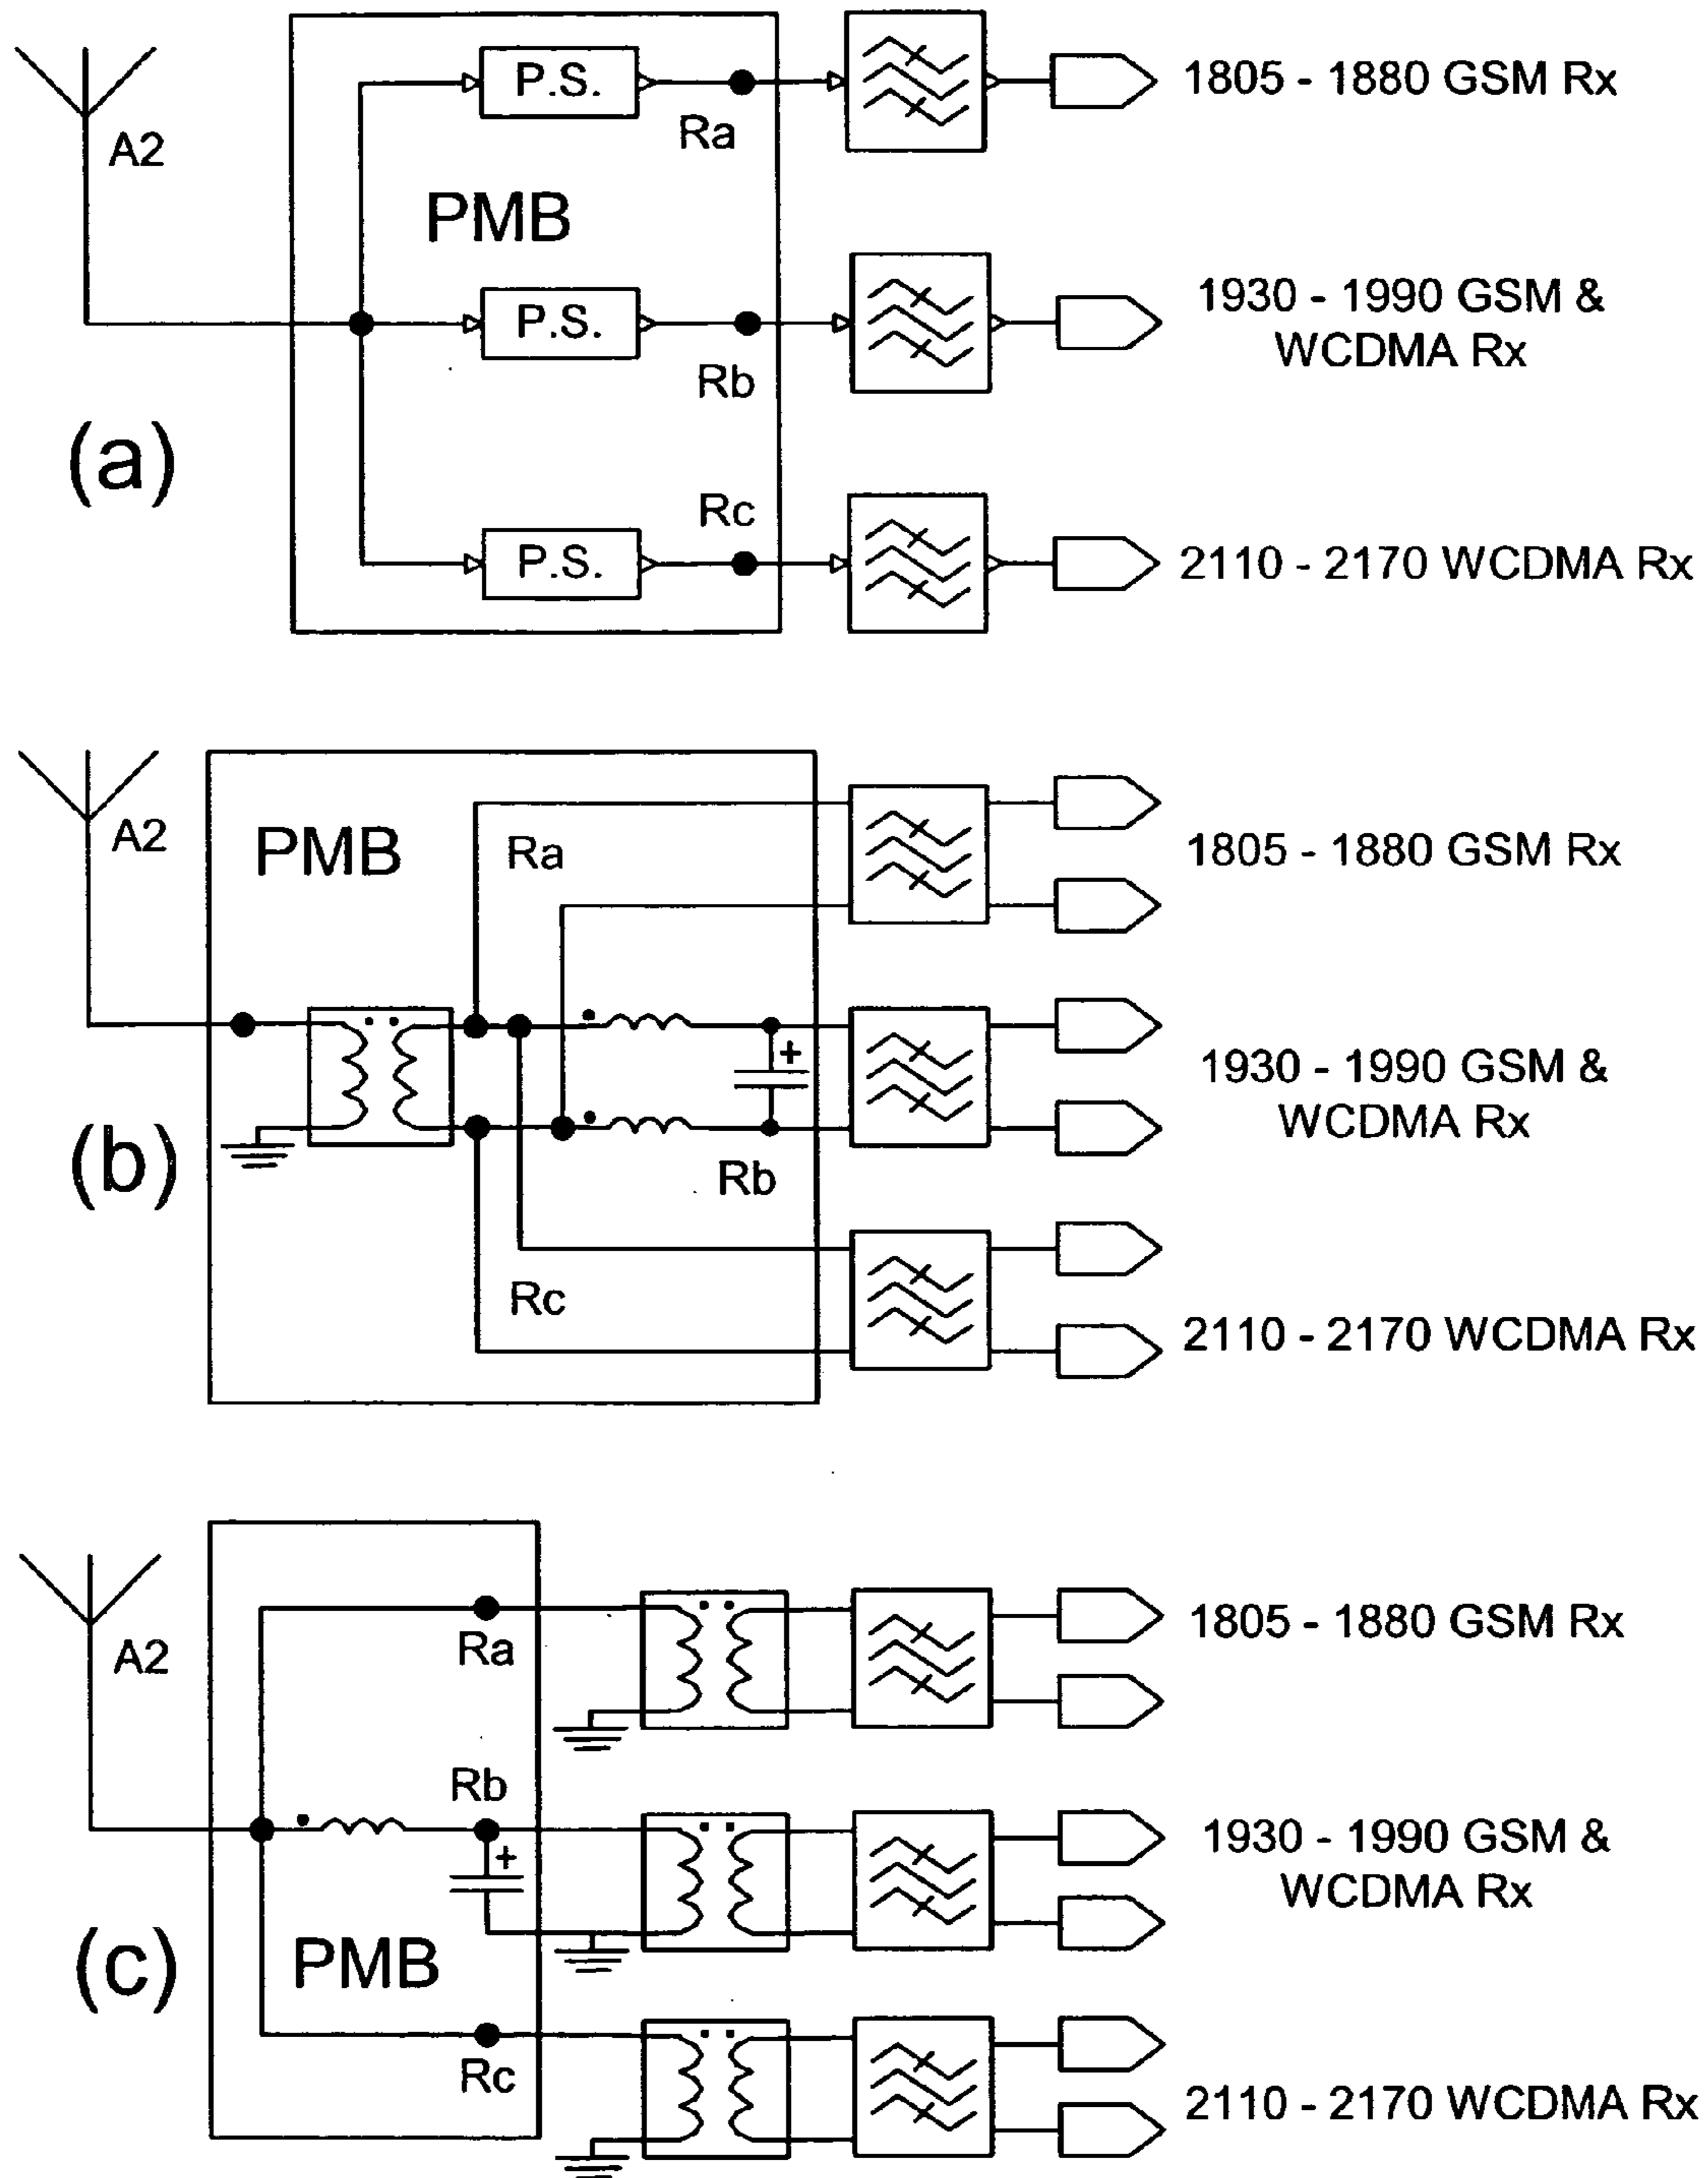 P.S.
1805 - 1880 GSM Rx
A2
Ra
PMB
P.S.
1930 - 1990 GSM &
WCDMA Rx
Rb
(a)
Rc
P.S.
2110 - 2170 WCDMA Rx
A2
PMB
Ra
1805 - 1880 GSM Rx
+
1930 - 1990 GSM &
WCDMA Rx
(b)
Rb
Rc
2110 - 2170 WCDMA Rx
1805 - 1880 GSM Rx
A2
Ra
Rb
+
1930 - 1990 GSM &
WCDMA Rx
(c)
PMB
Rc
2110 - 2170 WCDMA Rx